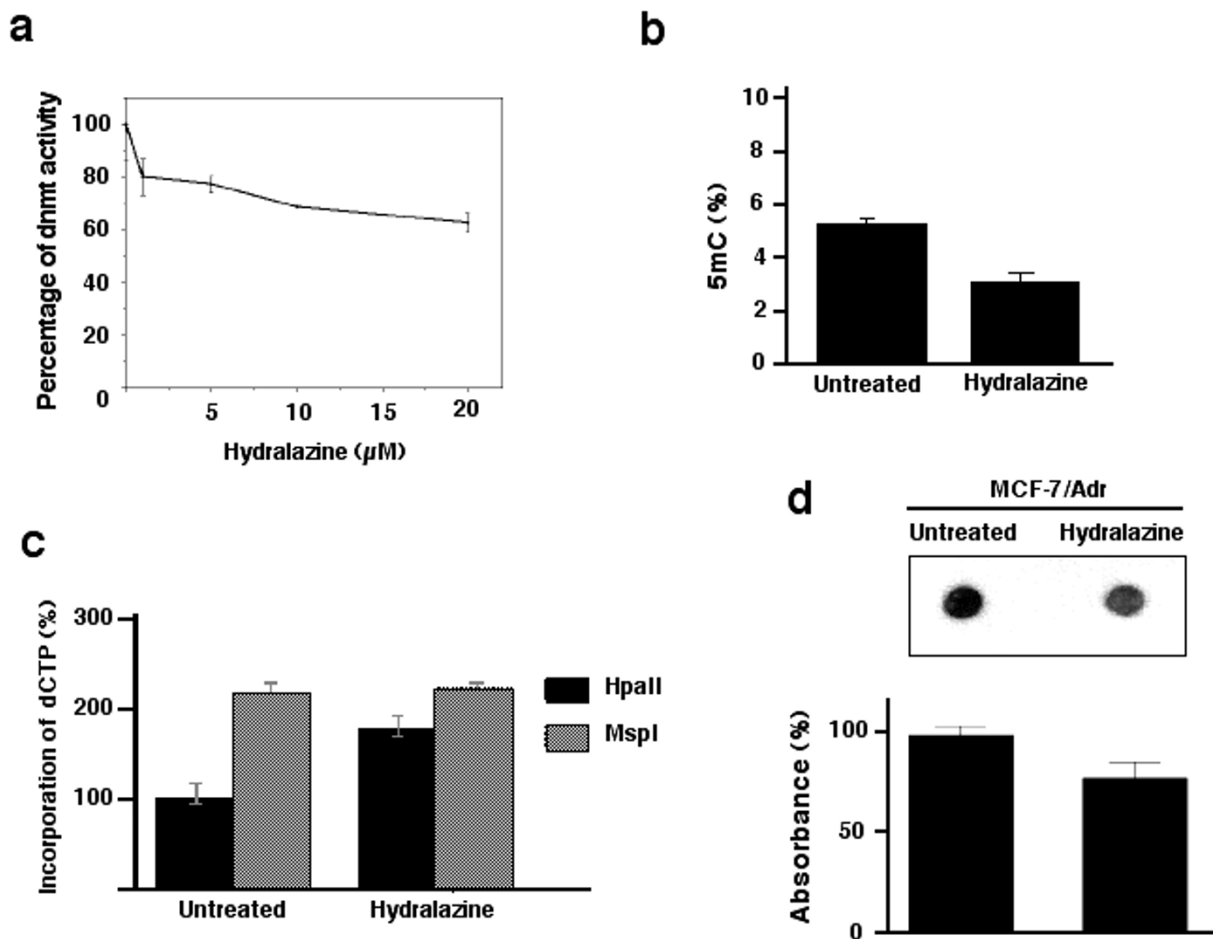 a
Percentage of dnmt activity
100
80
60
40
20
0
5
10
15
20
Hydralazine (µM)
b
5mC (%)
10
8
6
4
2
0
Untreated
Hydralazine
c
Incorporation of dCTP (%)
300
200
100
Untreated
Hydralazine
HpaII
MspI
d
MCF-7/Adr
Untreated
Hydralazine
Absorbance (%)
100
50
0